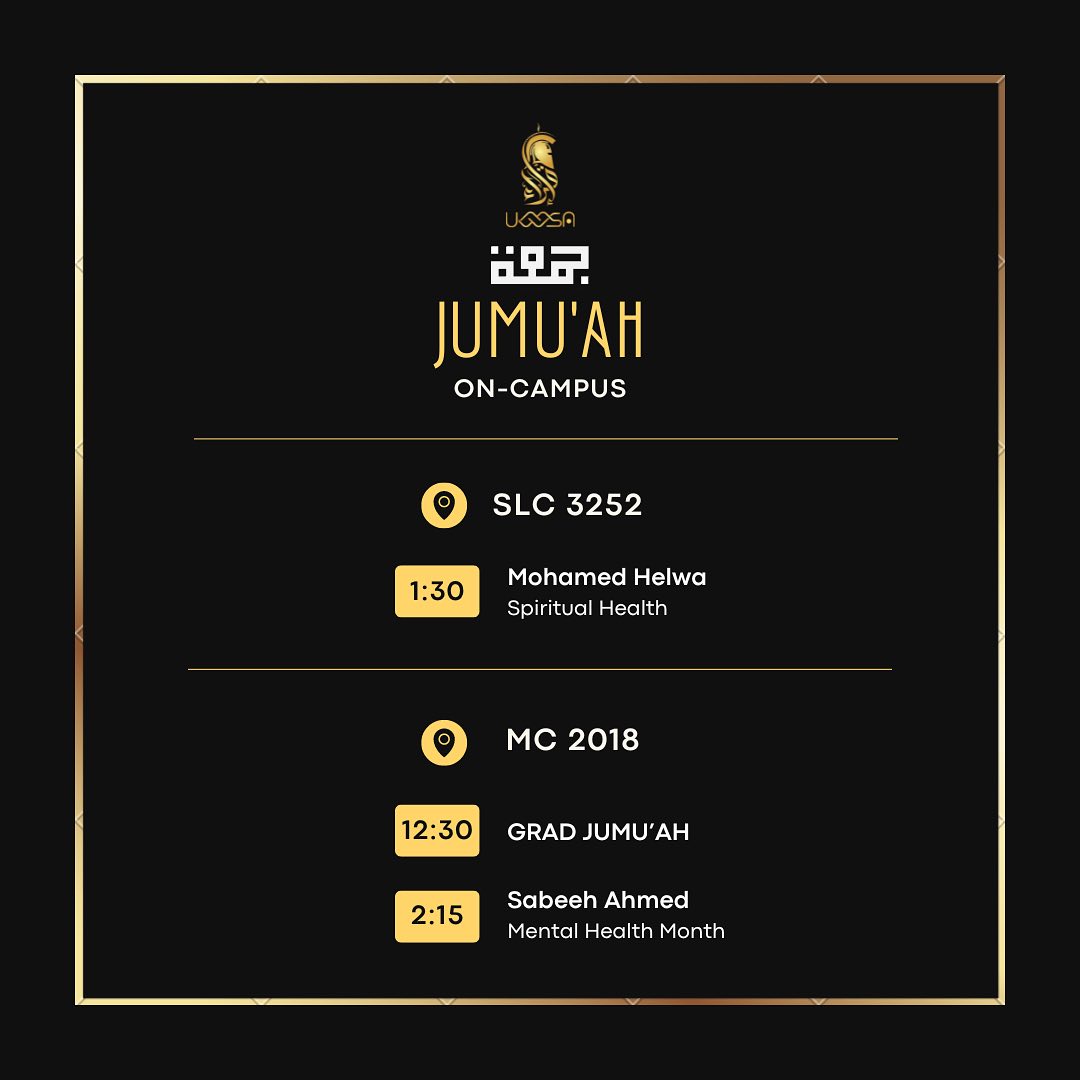 جمعة
JUMU'AH
ON-CAMPUS
SLC 3252
1:30
Mohamed Helwa
Spiritual Health
MC 2018
12:30
GRAD JUMU’AH
2:15
Sabeeh Ahmed
Mental Health Month